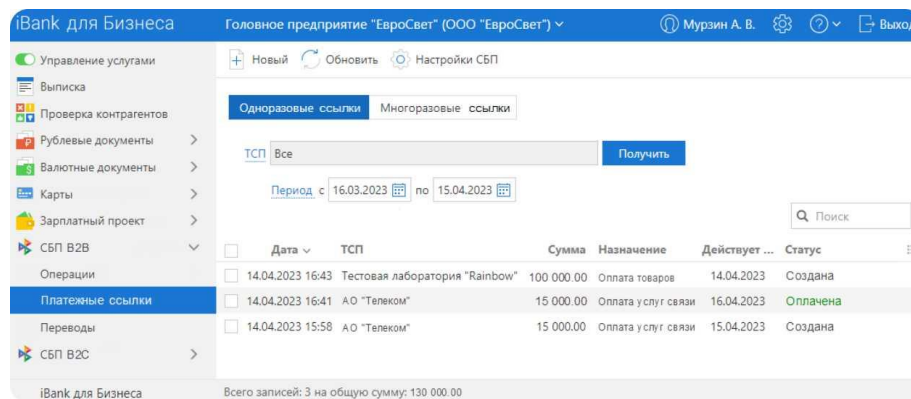 iBank для Бизнеса
Головное предприятие "ЕвроСвет" (ООО "ЕвроСвет")
Мурзин А. В.
Выход
Управление услугами
Выписка
Проверка контрагентов
Рублевые документы
Валютные документы
Карты
Зарплатный проект
СБП B2B
Операции
Платежные ссылки
Переводы
СБП B2C
iBank для Бизнеса
Новый Обновить Настройки СБП
Одноразовые ссылки Многоразовые ссылки
ТСП Все Получить
Период с 16.03.2023 по 15.04.2023
Поиск
Дата ТСП Сумма Назначение Действует ... Статус
14.04.2023 16:43 Тестовая лаборатория "Rainbow" 100 000.00 Оплата товаров 14.04.2023 Создана
14.04.2023 16:41 АО "Телеком" 15 000.00 Оплата услуг связи 16.04.2023 Оплачена
14.04.2023 15:58 АО "Телеком" 15 000.00 Оплата услуг связи 15.04.2023 Создана
Всего записей: 3 на общую сумму: 130 000.00